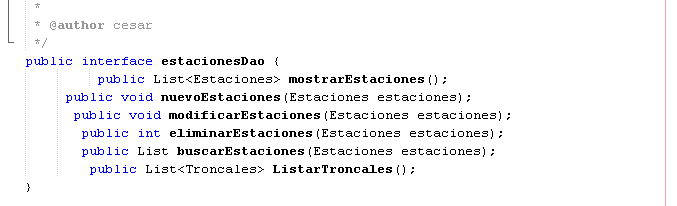 *
* @author cesar
*/
public interface estacionesDao {
public List<Estaciones> mostrarEstaciones();
public void nuevoEstaciones(Estaciones estaciones);
public void modificarEstaciones(Estaciones estaciones);
public int eliminarEstaciones(Estaciones estaciones);
public List buscarEstaciones(Estaciones estaciones);
public List<Troncales> ListarTroncales();
}